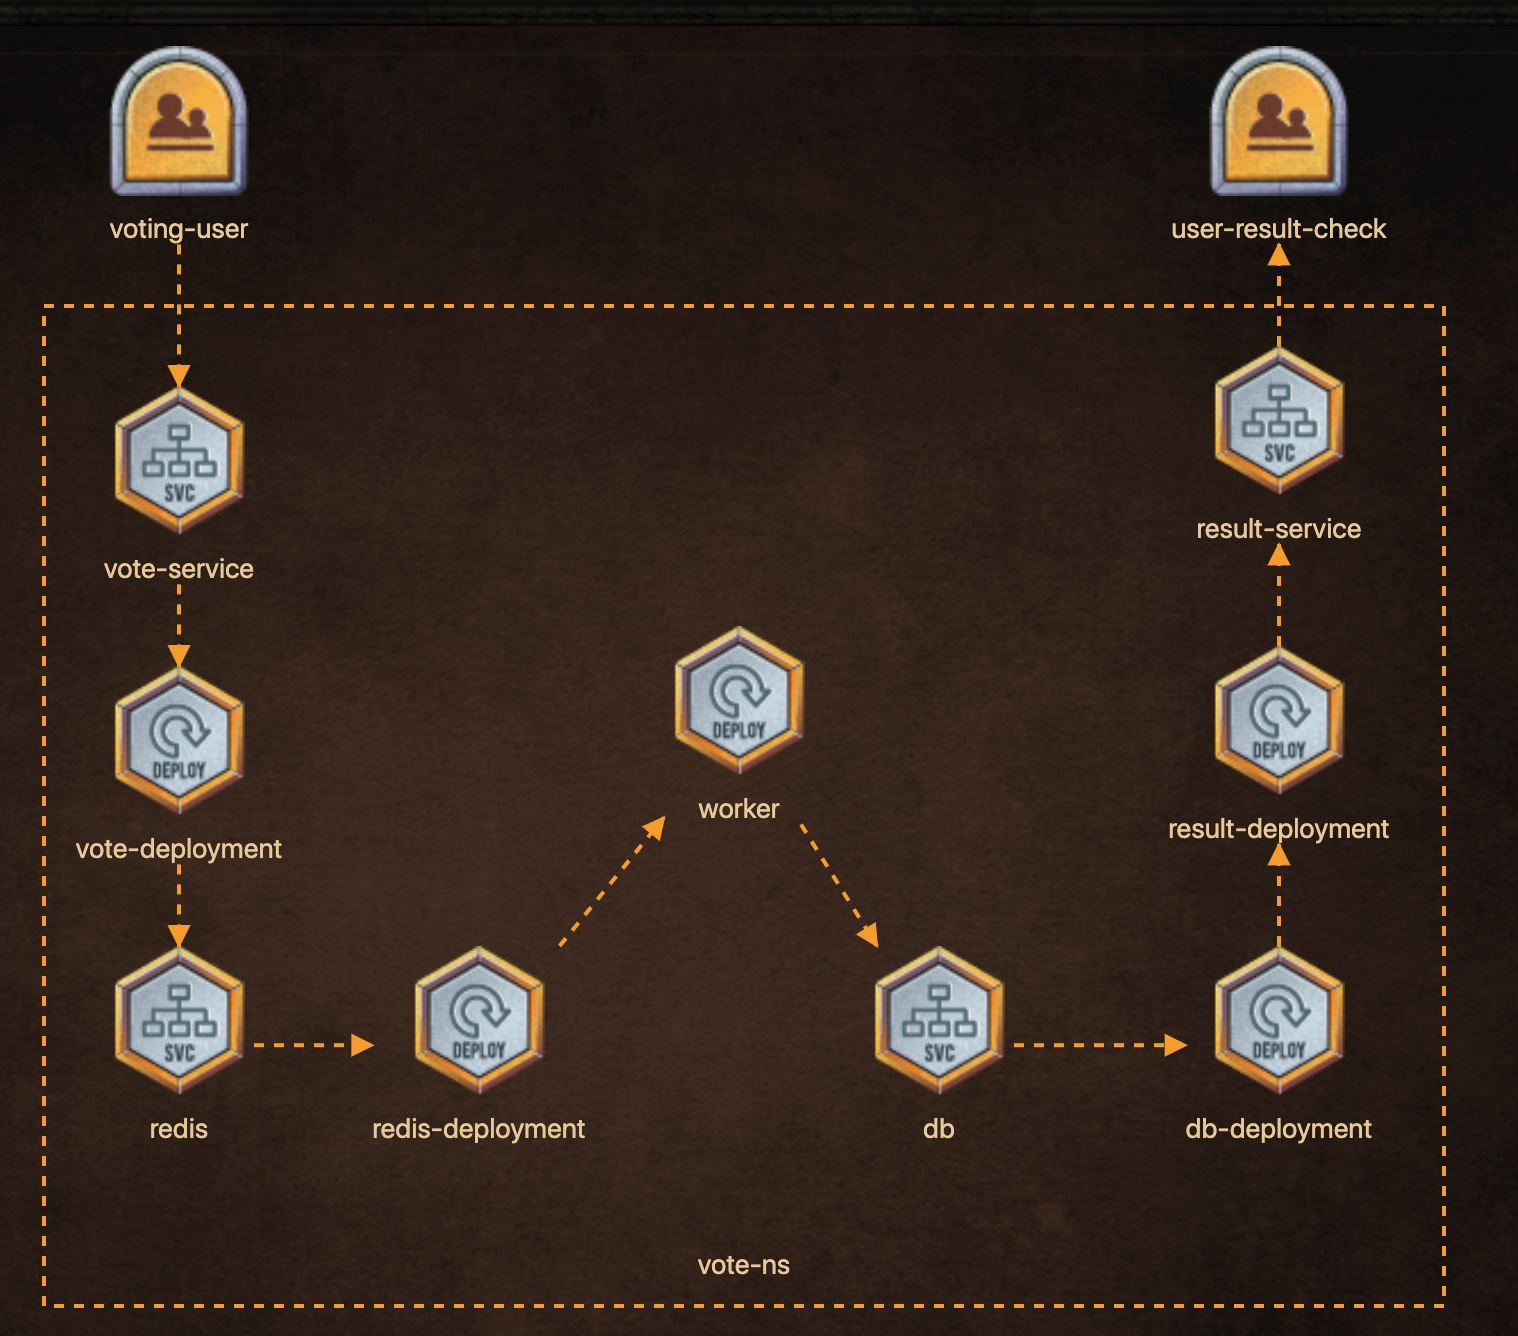 voting-user
user-result-check
SVC
vote-service
SVC
result-service
DEPLOY
vote-deployment
DEPLOY
worker
DEPLOY
result-deployment
SVC
redis
DEPLOY
redis-deployment
SVC
db
DEPLOY
db-deployment
vote-ns